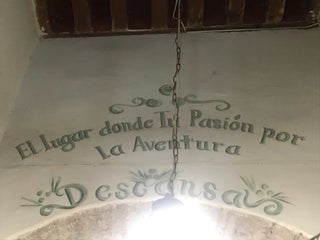 El lugar donde Tu Pasión por
La Aventura
Descansa